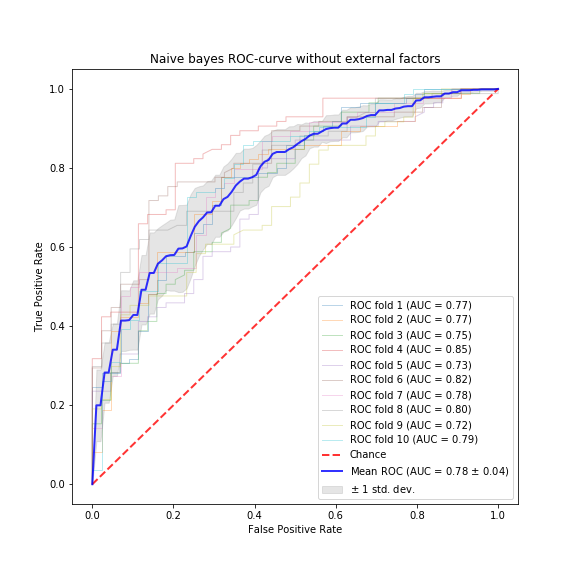 Naive bayes ROC-curve without external factors
1.0
0.8
0.6
0.4
0.2
0.0
True Positive Rate
ROC fold 1 (AUC = 0.77)
ROC fold 2 (AUC = 0.77)
ROC fold 3 (AUC = 0.75)
ROC fold 4 (AUC = 0.85)
ROC fold 5 (AUC = 0.73)
ROC fold 6 (AUC = 0.82)
ROC fold 7 (AUC = 0.78)
ROC fold 8 (AUC = 0.80)
ROC fold 9 (AUC = 0.72)
ROC fold 10 (AUC = 0.79)
Chance
Mean ROC (AUC = 0.78 ± 0.04)
± 1 std. dev.
0.0 0.2 0.4 0.6 0.8 1.0
False Positive Rate